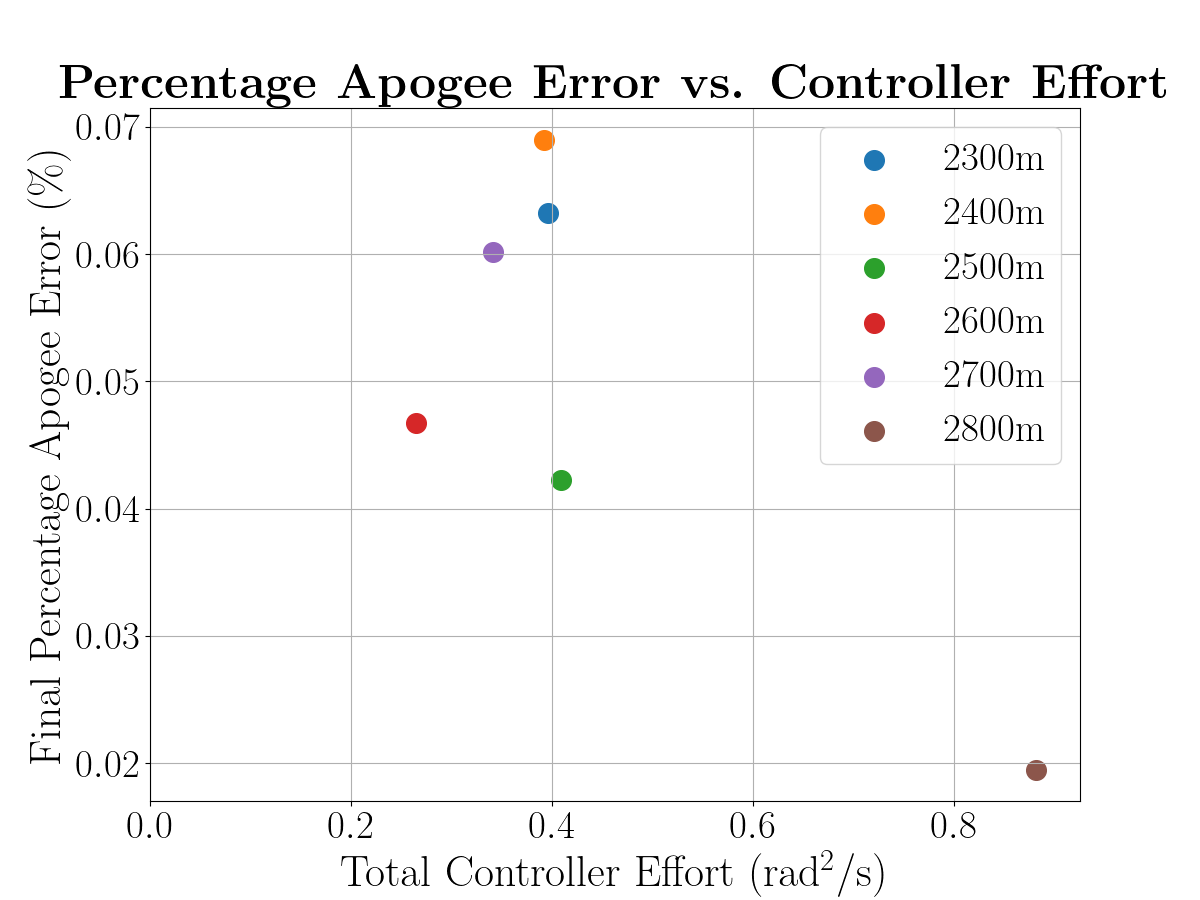 Percentage Apogee Error vs. Controller Effort
Final Percentage Apogee Error (%)
0.07
0.06
0.05
0.04
0.03
0.02
2300m
2400m
2500m
2600m
2700m
2800m
0.0 0.2 0.4 0.6 0.8
Total Controller Effort (rad²/s)